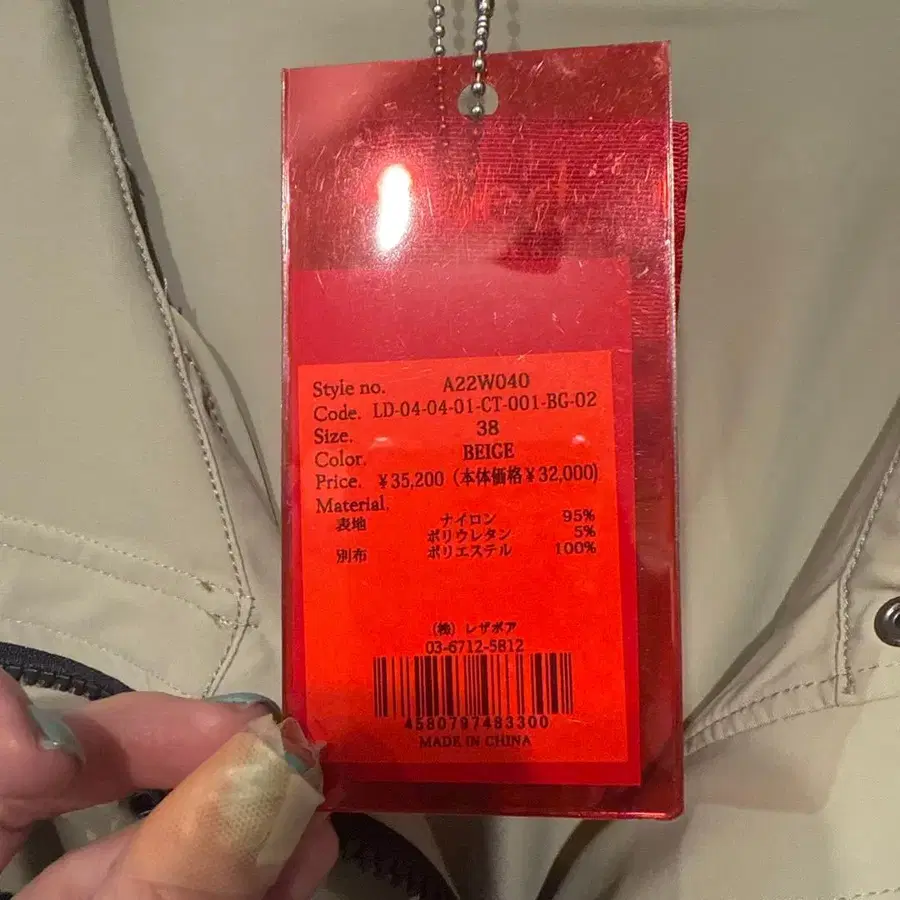 Style no. A22W040
Code. LD-04-04-01-CT-001-BG-02
Size. 38
Color. BEIGE
Price. ¥35,200 (本体価格¥32,000)
Material.
表地 ナイロン 95%
ポリウレタン 5%
別布 ポリエステル 100%
(株) レザボア
03-6712-5812
4580797483300
MADE IN CHINA